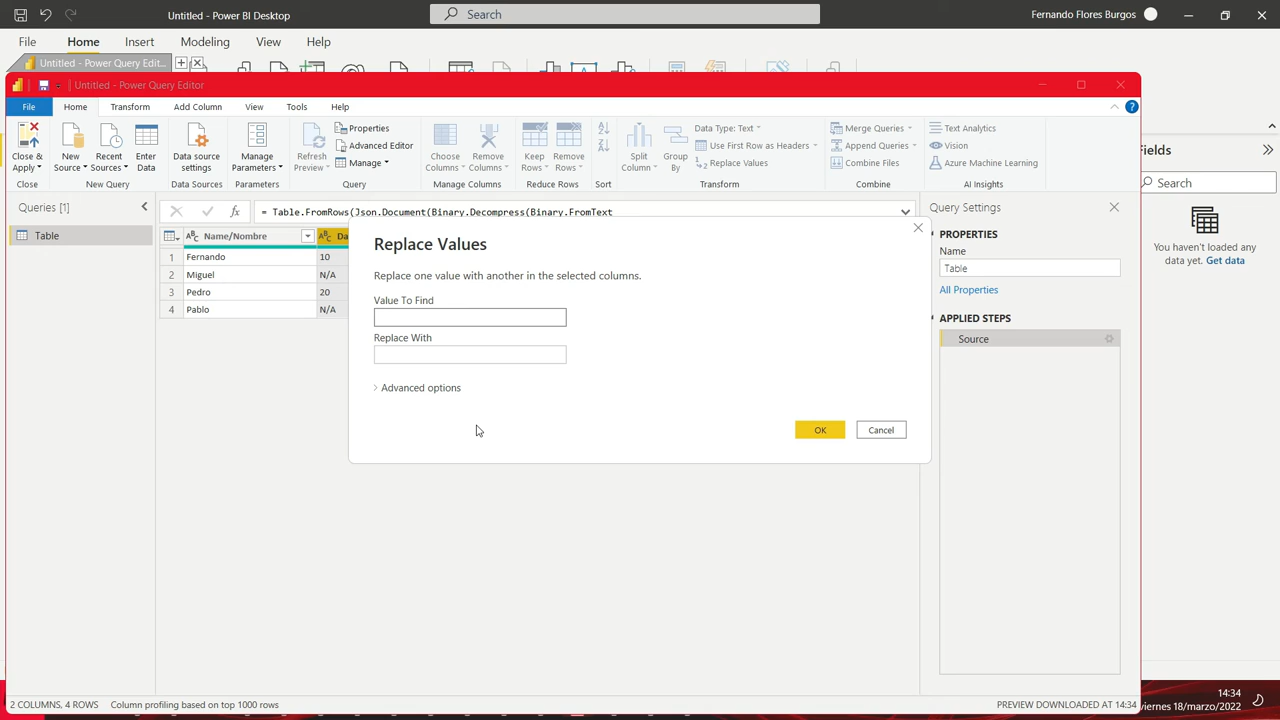 Untitled - Power BI Desktop
Search
Fernando Flores Burgos
File Home Insert Modeling View Help
Untitled - Power Query Edit...
Untitled - Power Query Editor
File Home Transform Add Column View Tools Help
Close & Apply
Close
New Source
Recent Sources
Enter Data
New Query
Data source settings
Data Sources
Manage Parameters
Parameters
Refresh Preview
Properties
Advanced Editor
Manage
Query
Choose Columns
Remove Columns
Manage Columns
Keep Rows
Remove Rows
Reduce Rows
Sort
Split Column
Group By
Data Type: Text
Use First Row as Headers
Replace Values
Transform
Merge Queries
Append Queries
Combine Files
Combine
Text Analytics
Vision
Azure Machine Learning
AI Insights
Queries [1]
Table
= Table.FromRows(Json.Document(Binary.Decompress(Binary.FromText
Name/Nombre
1 Fernando 10
2 Miguel N/A
3 Pedro 20
4 Pablo N/A
Replace Values
Replace one value with another in the selected columns.
Value To Find
Replace With
Advanced options
OK
Cancel
Query Settings
PROPERTIES
Name
Table
All Properties
APPLIED STEPS
Source
Fields
Search
You haven't loaded any
data yet. Get data
2 COLUMNS, 4 ROWS Column profiling based on top 1000 rows
PREVIEW DOWNLOADED AT 14:34
14:34
viernes 18/marzo/2022